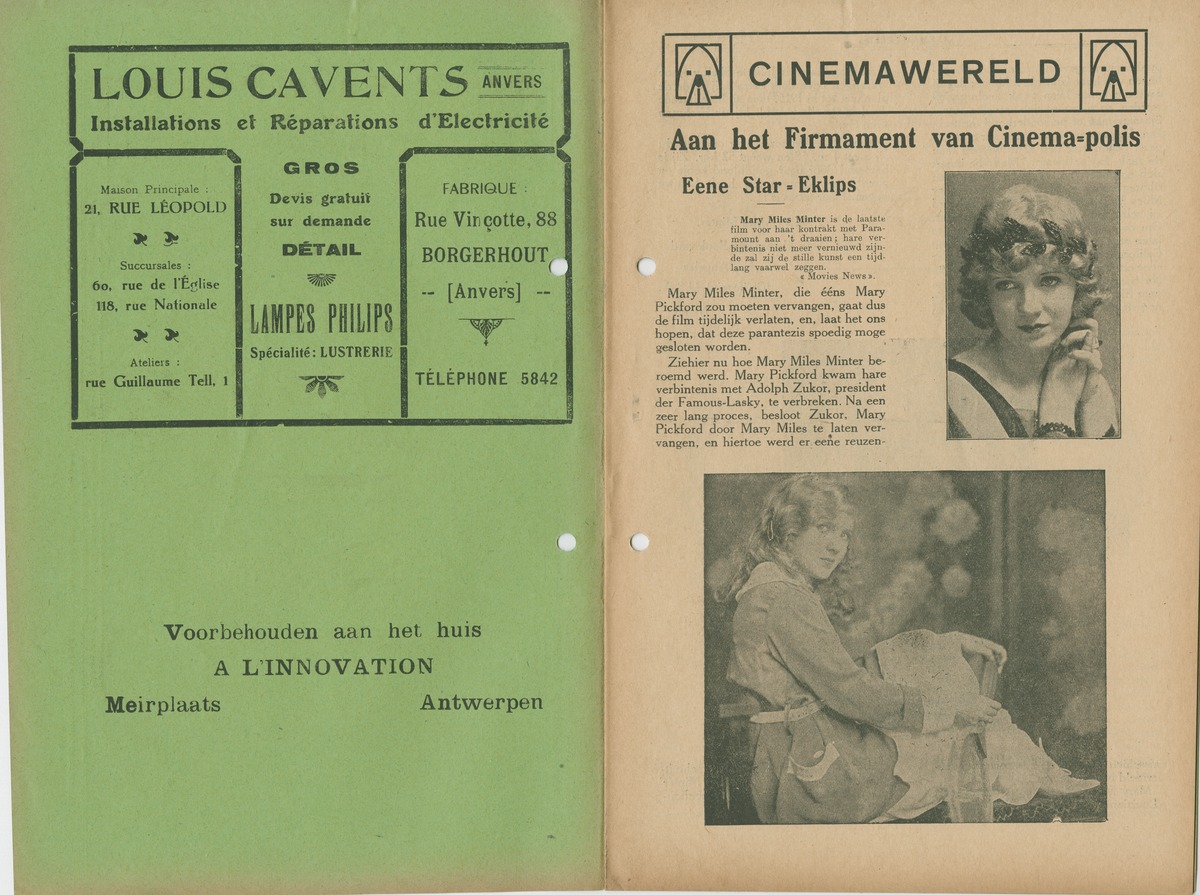 LOUIS CAVENTS ANVERS
Installations et Réparations d'Electricité
Maison Principale :
21, RUE LÉOPOLD
Succursales :
60, rue de l'Église
118, rue Nationale
Ateliers :
rue Guillaume Tell, 1
GROS
Devis gratuit
sur demande
DÉTAIL
LAMPES PHILIPS
Spécialité : LUSTRERIE
FABRIQUE :
Rue Vinçotte, 88
BORGERHOUT
-- [Anvers] --
TÉLÉPHONE 5842
Voorbehouden aan het huis
A L'INNOVATION
Meirplaats Antwerpen
CINEMAWERELD
Aan het Firmament van Cinema=polis
Eene Star = Eklips
Mary Miles Minter is de laatste
film voor haar kontrakt met Para-
mount aan 't draaien ; hare ver-
bintenis niet meer vernieuwd zijn-
de zal zij de stille kunst een tijd-
lang vaarwel zeggen.
« Movies News ».
Mary Miles Minter, die ééns Mary
Pickford zou moeten vervangen, gaat dus
de film tijdelijk verlaten, en, laat het ons
hopen, dat deze parantezis spoedig moge
gesloten worden.
Ziehier nu hoe Mary Miles Minter be-
roemd werd. Mary Pickford kwam hare
verbintenis met Adolph Zukor, president
der Famous-Lasky, te verbreken. Na een
zeer lang proces, besloot Zukor, Mary
Pickford door Mary Miles te laten ver-
vangen, en hiertoe werd er eene reuzen-